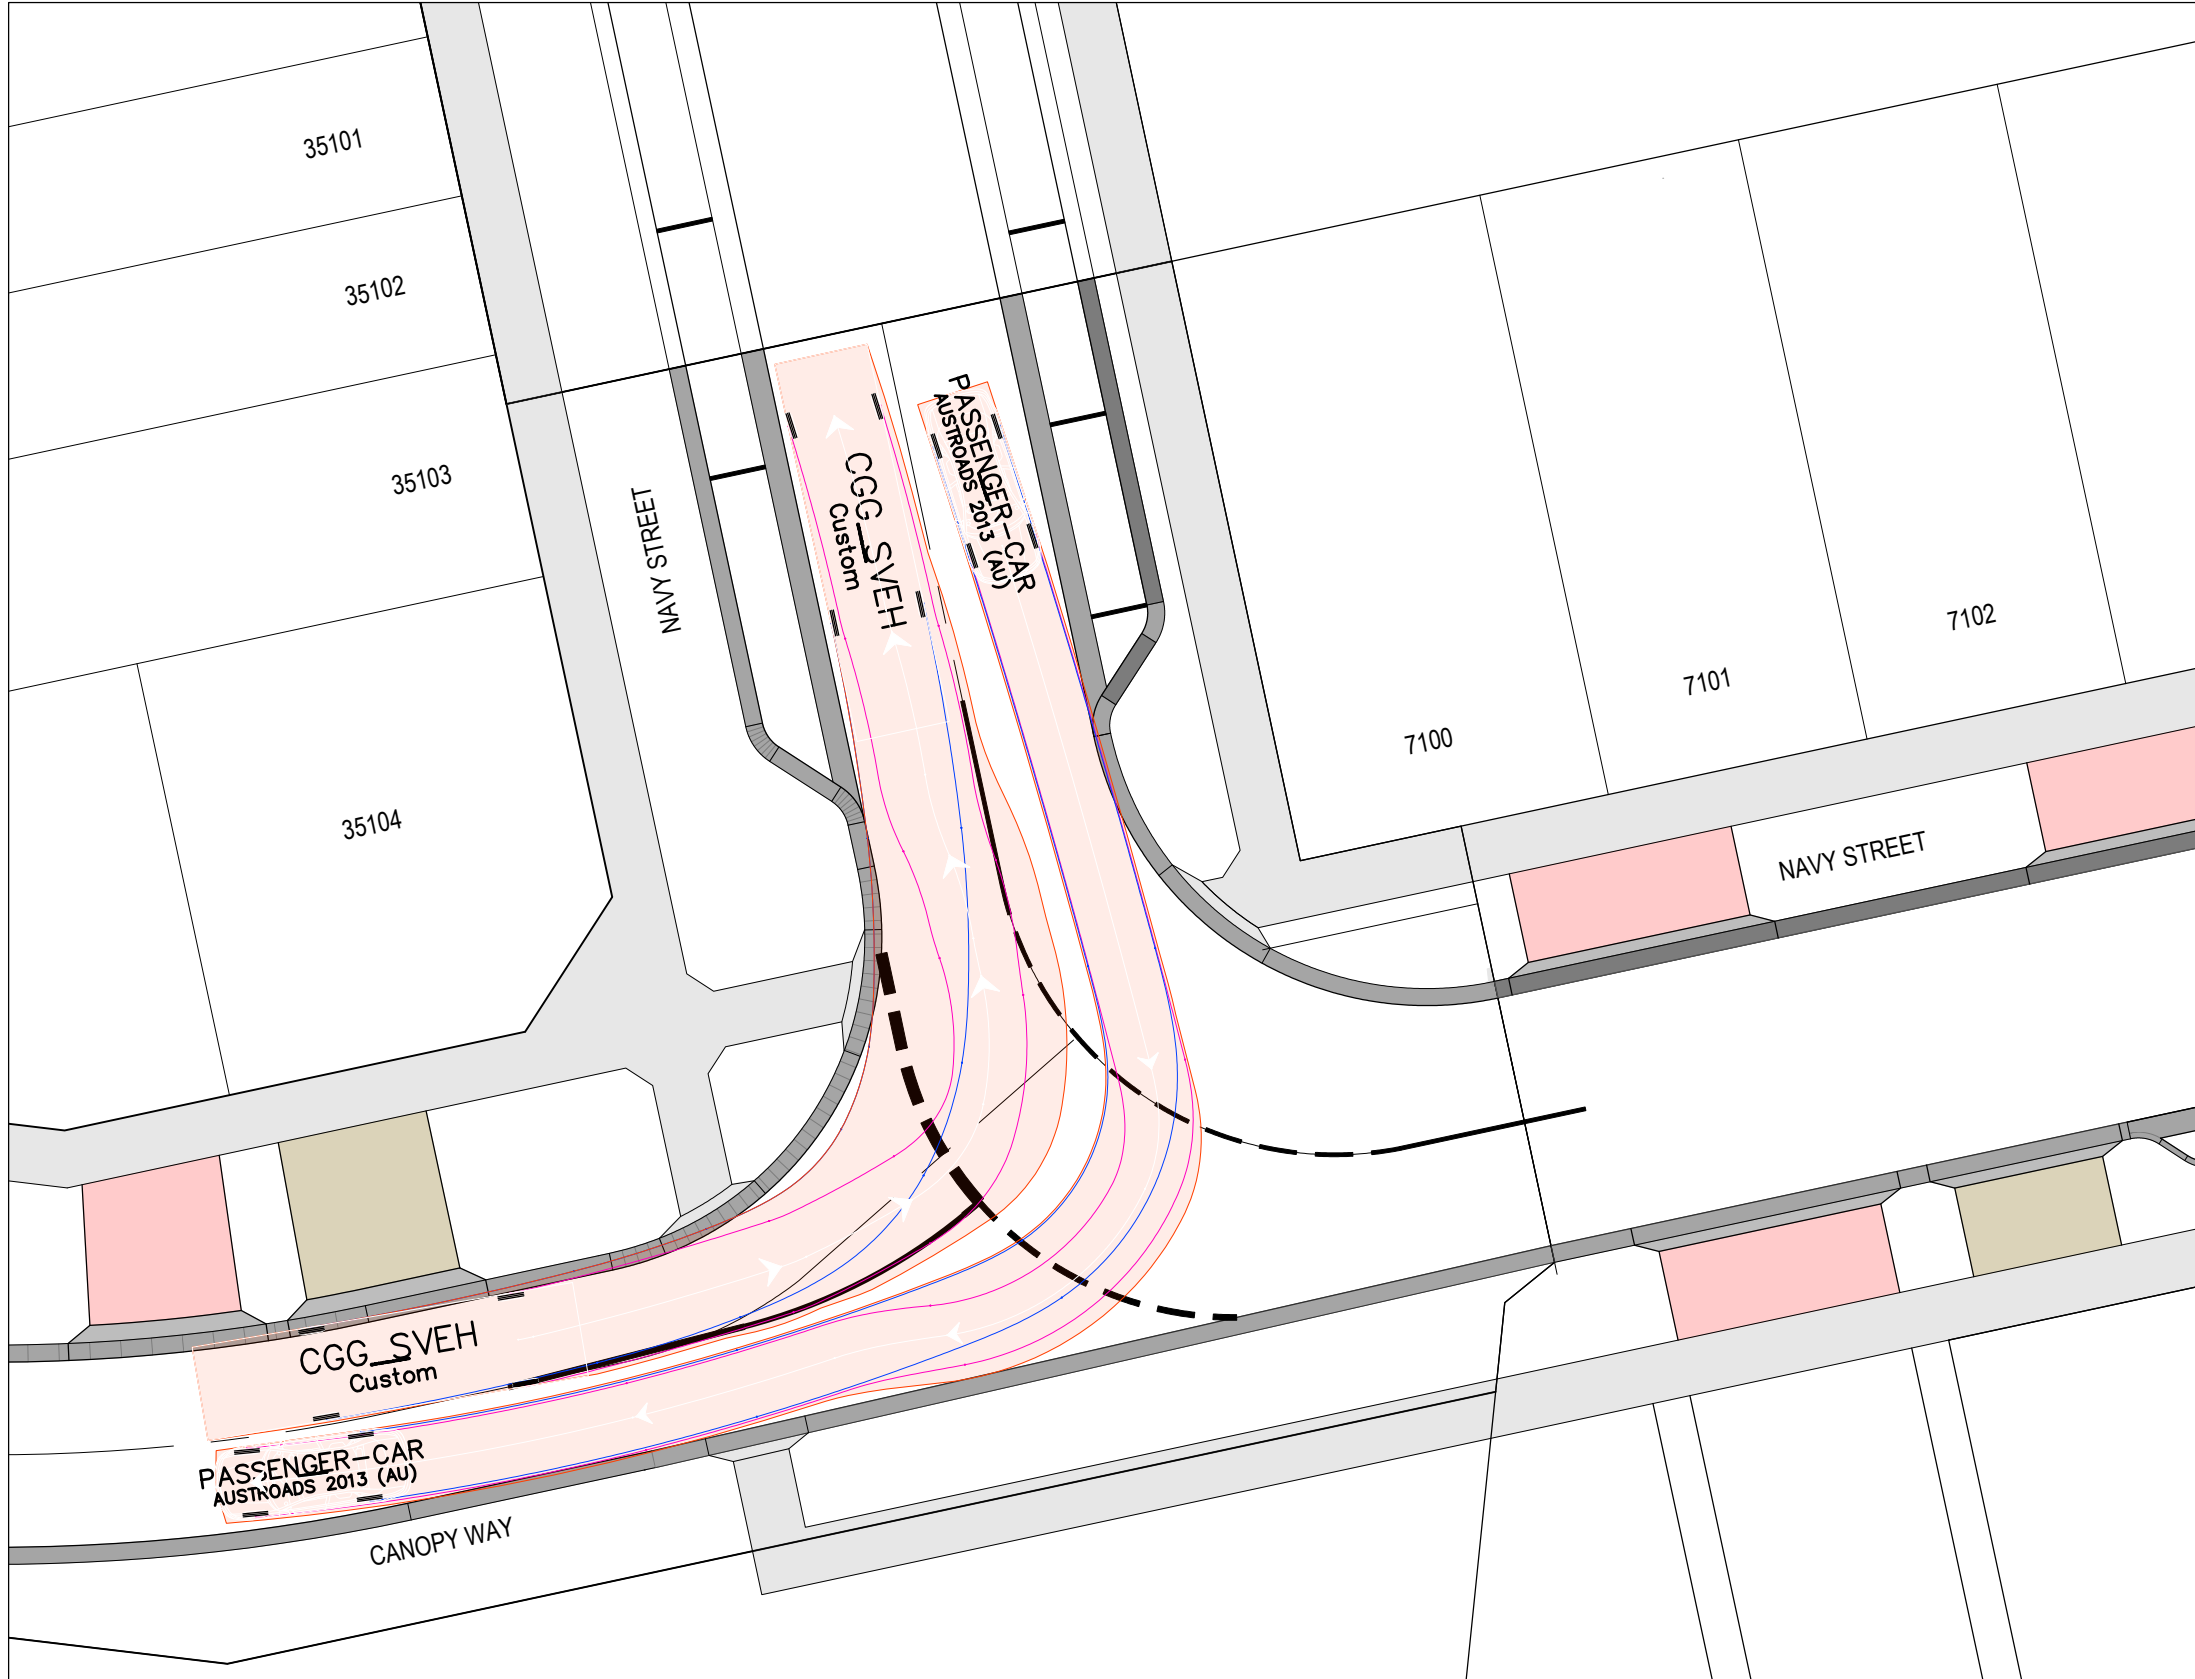 35101
35102
35103
NAVY STREET
CGG_SVEH
Custom
PASSENGER-CAR
AUSTROADS 2013 (AU)
35104
7100
7101
7102
NAVY STREET
CGG_SVEH
Custom
PASSENGER-CAR
AUSTROADS 2013 (AU)
CANOPY WAY